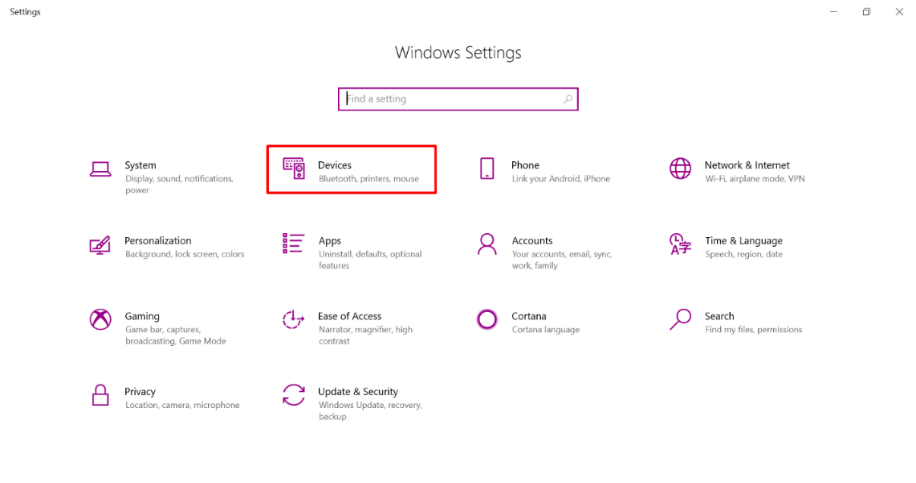 Settings
Windows Settings
Find a setting
System
Display, sound, notifications,
power
Devices
Bluetooth, printers, mouse
Phone
Link your Android, iPhone
Network & Internet
Wi-Fi, airplane mode, VPN
Personalization
Background, lock screen, colors
Apps
Uninstall, defaults, optional
features
Accounts
Your accounts, email, sync,
work, family
Time & Language
Speech, region, date
Gaming
Game bar, captures,
broadcasting, Game Mode
Ease of Access
Narrator, magnifier, high
contrast
Cortana
Cortana language
Search
Find my files, permissions
Privacy
Location, camera, microphone
Update & Security
Windows Update, recovery,
backup